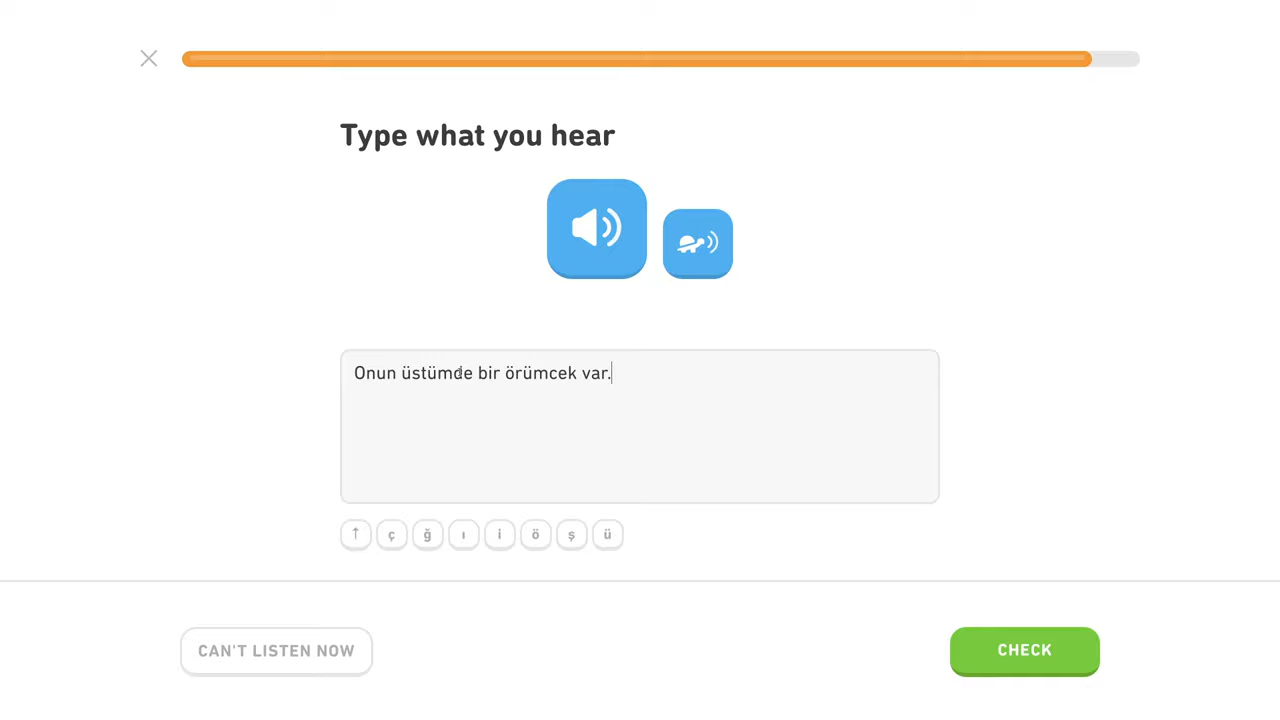 Type what you hear
Onun üstümde bir örümcek var.
↑ ç ğ ı i ö ş ü
CAN'T LISTEN NOW
CHECK